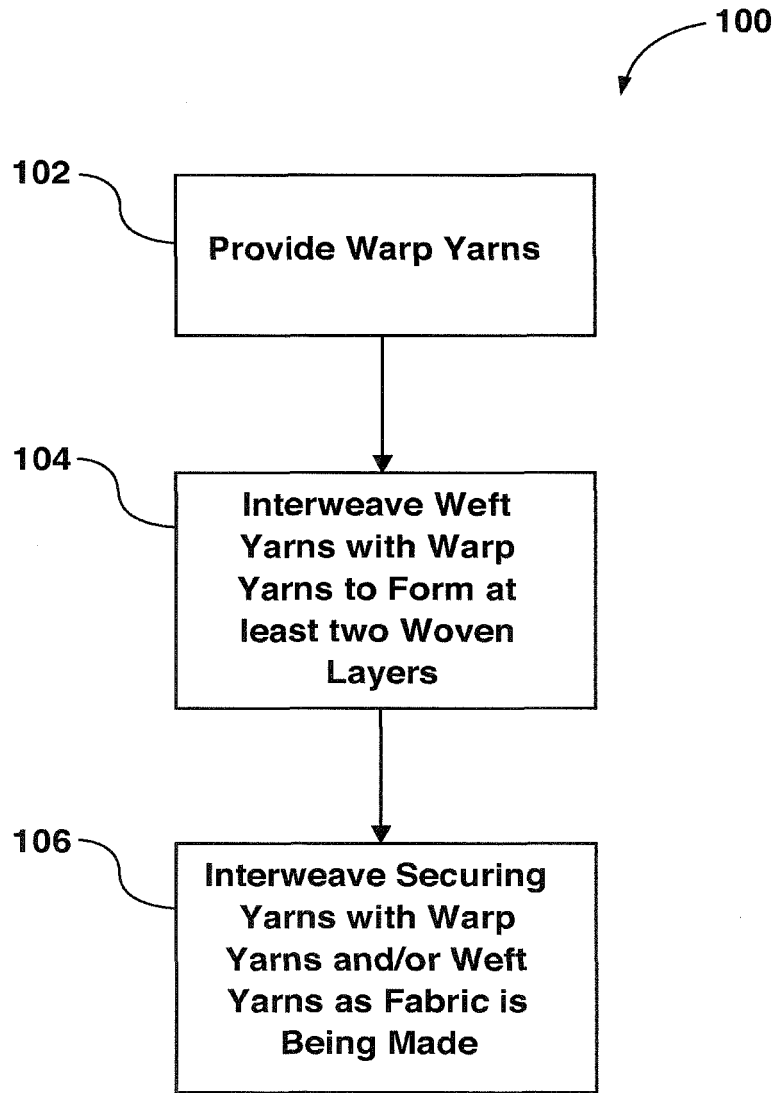 100
102
Provide Warp Yarns
104
Interweave Weft
Yarns with Warp
Yarns to Form at
least two Woven
Layers
106
Interweave Securing
Yarns with Warp
Yarns and/or Weft
Yarns as Fabric is
Being Made